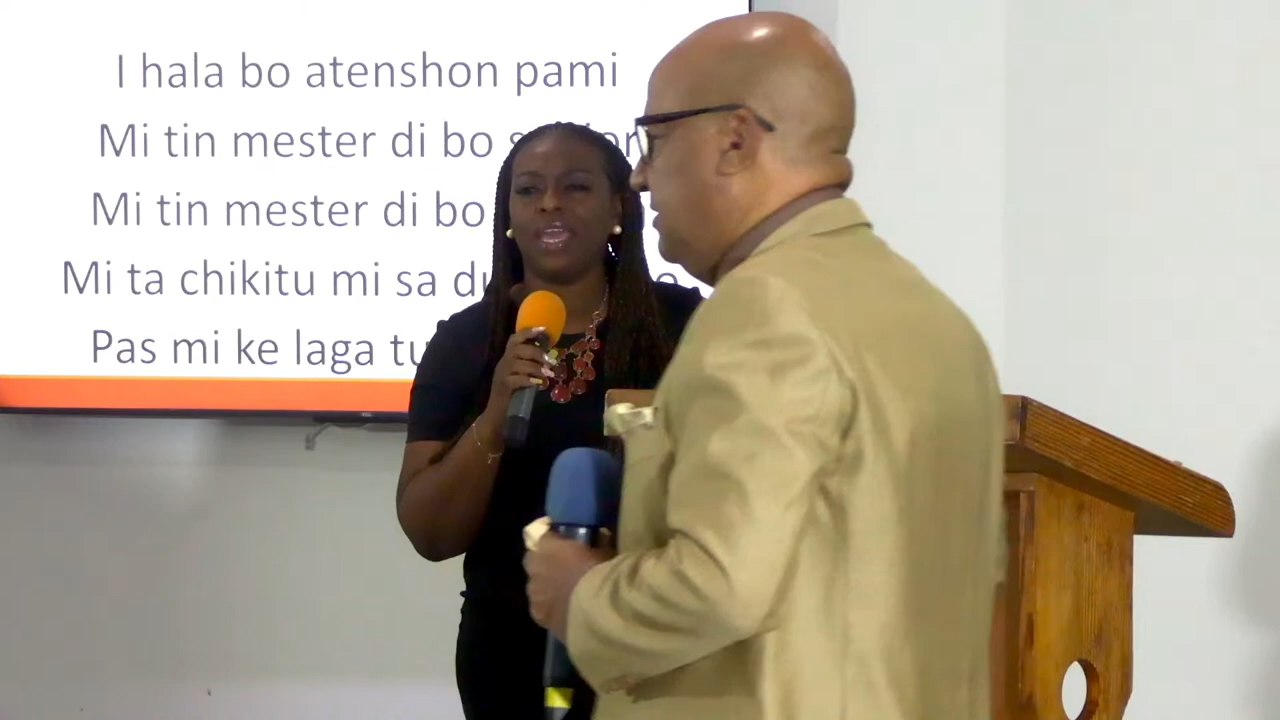 I hala bo atenshon pami
Mi tin mester di bo
Mi tin mester di bo
Mi ta chikitu mi sa
Pas mi ke laga